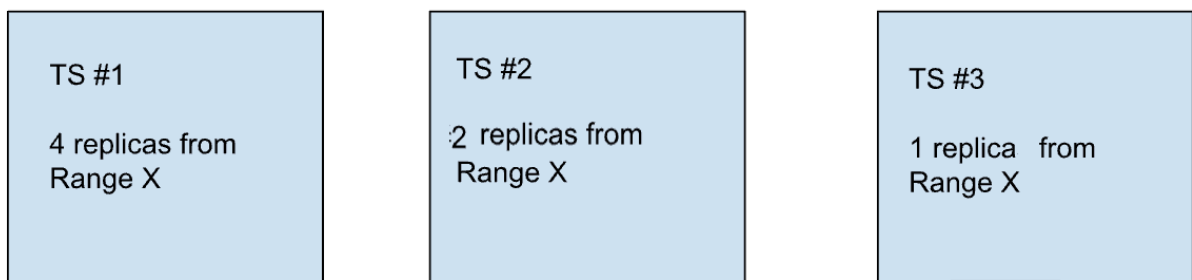 TS #1
4 replicas from
Range X
TS #2
2 replicas from
Range X
TS #3
1 replica from
Range X